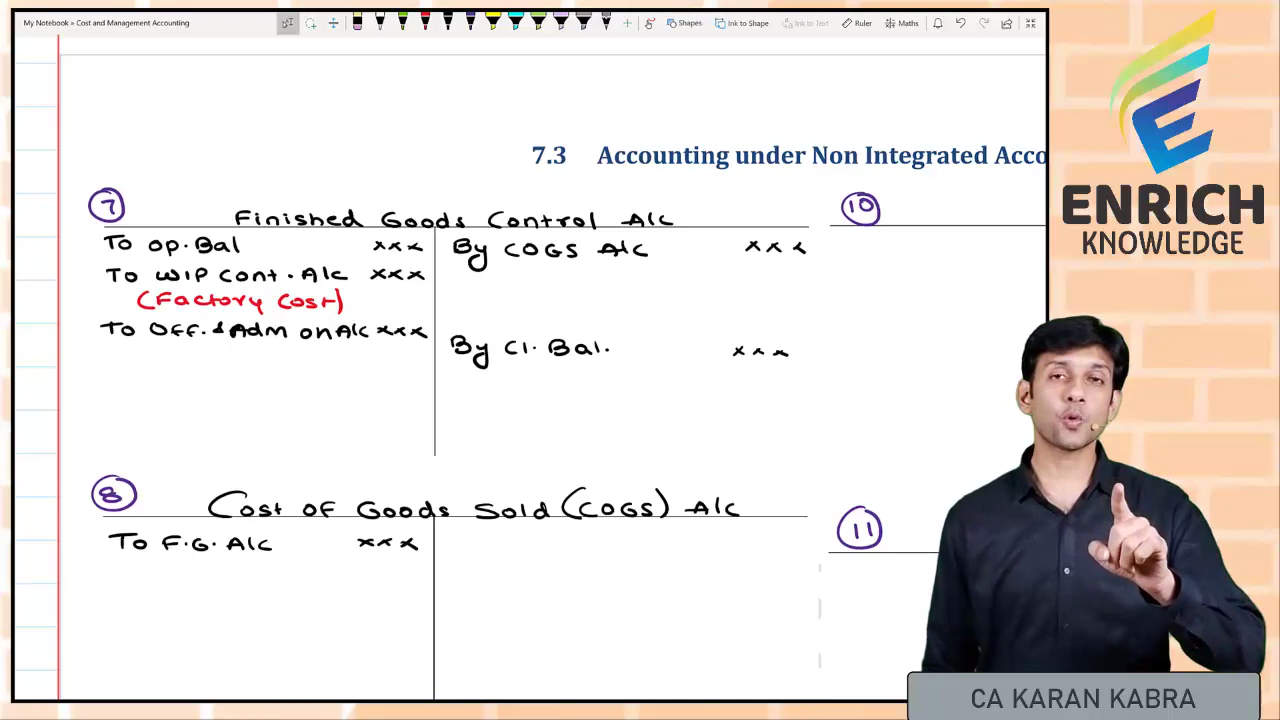 My Notebook » Cost and Management Accounting
Shapes Ink to Shape Ink to Text Ruler Maths
7.3 Accounting under Non Integrated Acco
7
Finished Goods Control A/c
To Op. Bal xxx By COGS A/c xxx
To WIP Cont. A/c xxx
(Factory Cost)
To Off. & Adm OH A/c xxx
By Cl. Bal. xxx
8
Cost of Goods Sold (COGS) A/c
To F.G. A/c xxx
10
11
E
ENRICH
KNOWLEDGE
CA KARAN KABRA